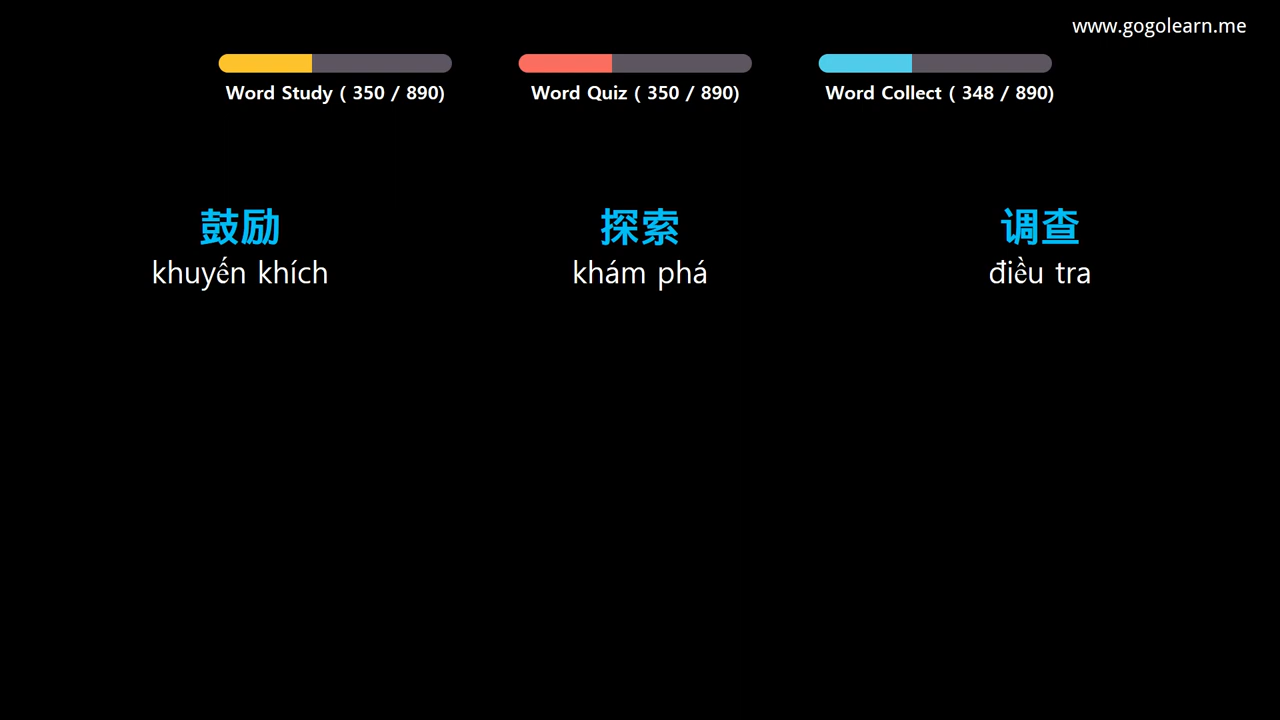 www.gogolearn.me
Word Study ( 350 / 890)
Word Quiz ( 350 / 890)
Word Collect ( 348 / 890)
鼓励
khuyến khích
探索
khám phá
调查
điều tra